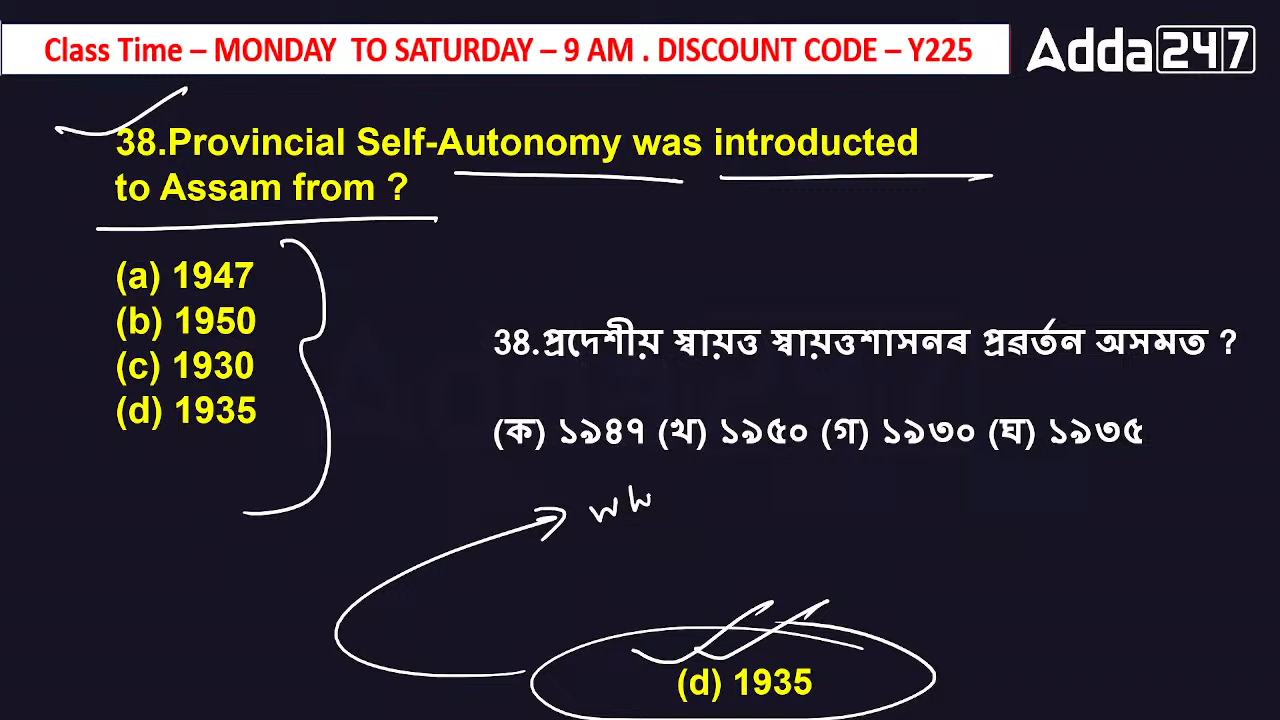 Class Time – MONDAY TO SATURDAY – 9 AM . DISCOUNT CODE – Y225
Adda247
38.Provincial Self-Autonomy was introducted
to Assam from ?
(a) 1947
(b) 1950
(c) 1930
(d) 1935
38.প্ৰদেশীয় স্বায়ত্ত স্বায়ত্তশাসনৰ প্ৰৱৰ্তন অসমত ?
(ক) ১৯৪৭ (খ) ১৯৫০ (গ) ১৯৩০ (ঘ) ১৯৩৫
(d) 1935